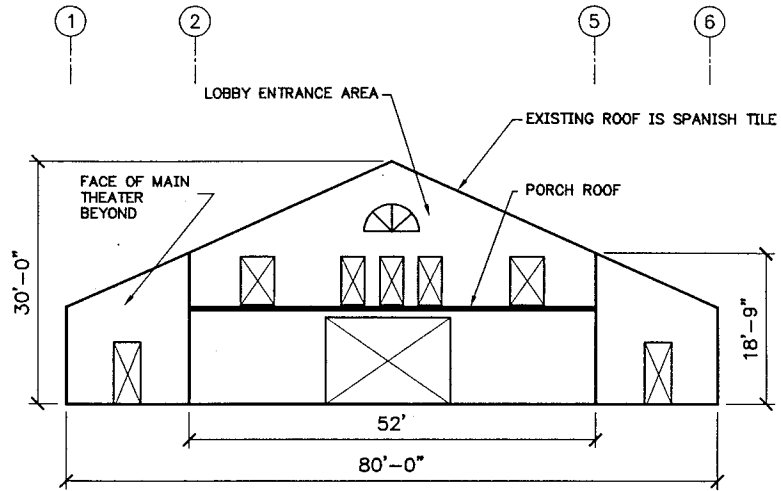 1
2
5
6
LOBBY ENTRANCE AREA
EXISTING ROOF IS SPANISH TILE
FACE OF MAIN
THEATER
BEYOND
PORCH ROOF
30'-0"
18'-9"
52'
80'-0"